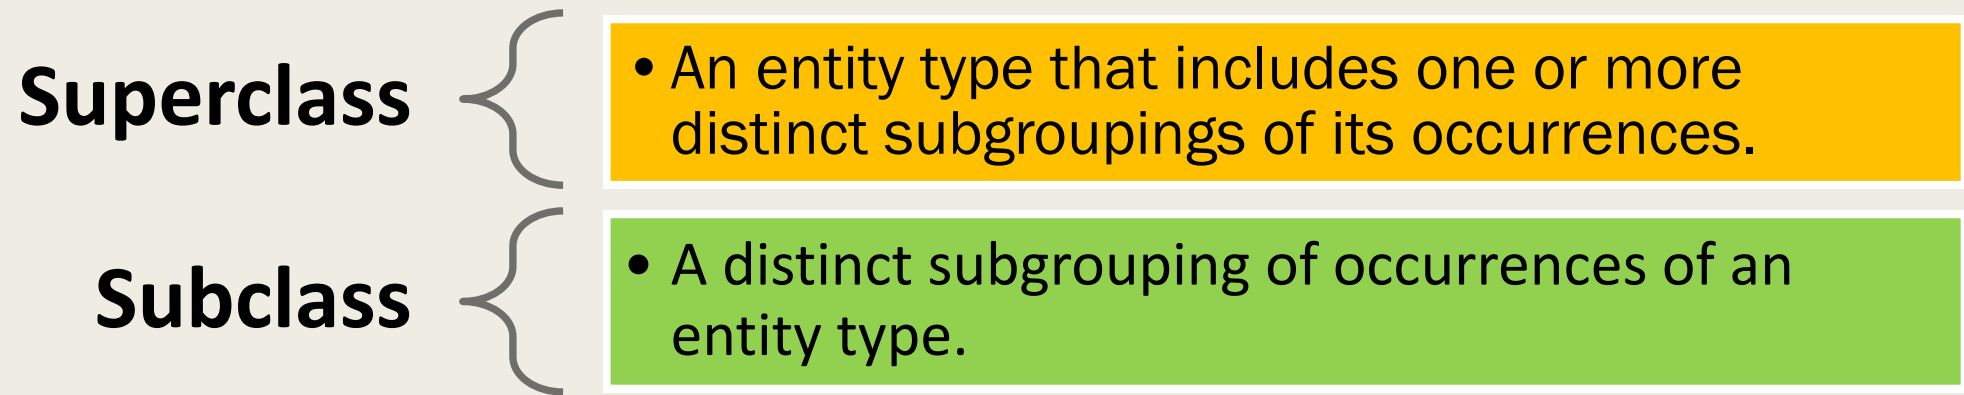 Superclass
• An entity type that includes one or more
distinct subgroupings of its occurrences.
Subclass
• A distinct subgrouping of occurrences of an
entity type.